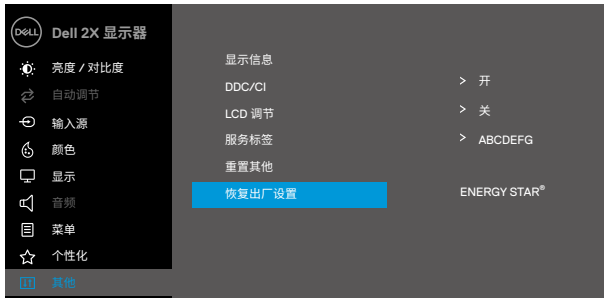 DELL Dell 2X 显示器
亮度 / 对比度
自动调节
输入源
颜色
显示
音频
菜单
个性化
其他
显示信息
DDC/CI > 开
LCD 调节 > 关
服务标签 > ABCDEFG
重置其他
恢复出厂设置 ENERGY STAR®